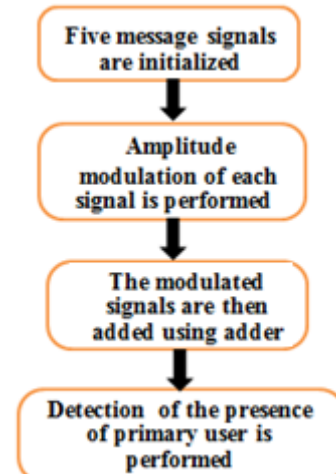 Five message signals
are initialized
Amplitude
modulation of each
signal is performed
The modulated
signals are then
added using adder
Detection of the presence
of primary user is
performed